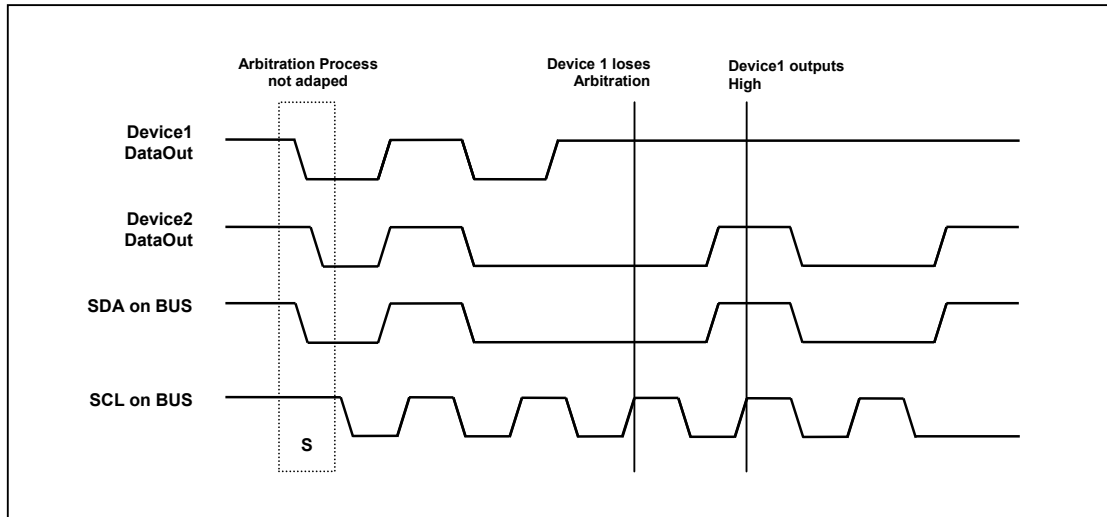 Arbitration Process
not adaped
Device 1 loses
Arbitration
Device1 outputs
High
Device1
DataOut
Device2
DataOut
SDA on BUS
SCL on BUS
S